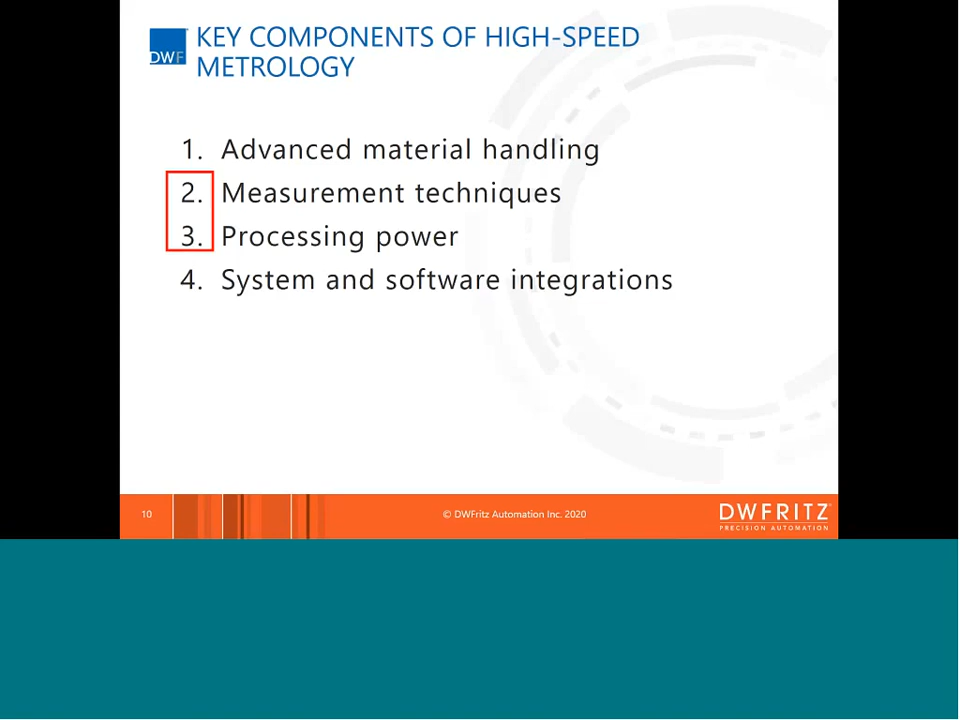 DWF
KEY COMPONENTS OF HIGH-SPEED
METROLOGY
1. Advanced material handling
2. Measurement techniques
3. Processing power
4. System and software integrations
10
© DWFritz Automation Inc. 2020
DWFRITZ
PRECISION AUTOMATION